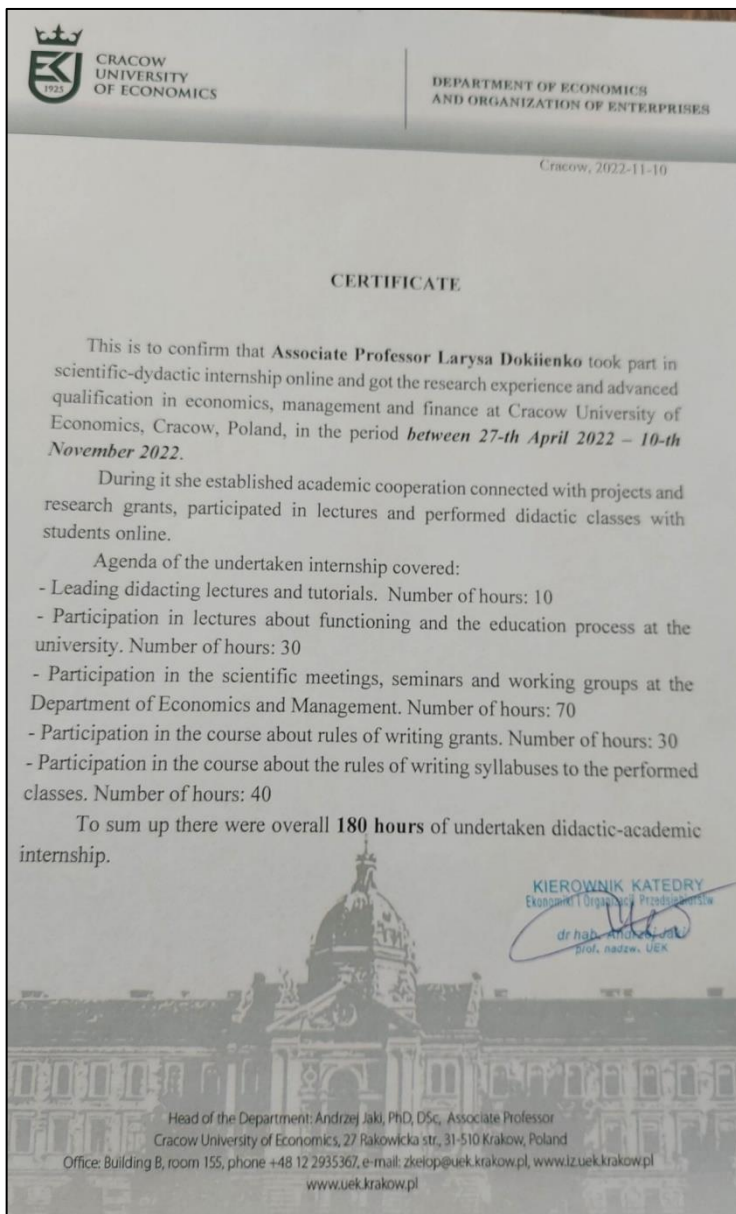 CRACOW
UNIVERSITY
OF ECONOMICS
1925
DEPARTMENT OF ECONOMICS
AND ORGANIZATION OF ENTERPRISES
Cracow, 2022-11-10
CERTIFICATE
This is to confirm that Associate Professor Larysa Dokiienko took part in
scientific-dydactic internship online and got the research experience and advanced
qualification in economics, management and finance at Cracow University of
Economics, Cracow, Poland, in the period between 27-th April 2022 – 10-th
November 2022.
During it she established academic cooperation connected with projects and
research grants, participated in lectures and performed didactic classes with
students online.
Agenda of the undertaken internship covered:
- Leading didacting lectures and tutorials. Number of hours: 10
- Participation in lectures about functioning and the education process at the
university. Number of hours: 30
- Participation in the scientific meetings, seminars and working groups at the
Department of Economics and Management. Number of hours: 70
- Participation in the course about rules of writing grants. Number of hours: 30
- Participation in the course about the rules of writing syllabuses to the performed
classes. Number of hours: 40
To sum up there were overall 180 hours of undertaken didactic-academic
internship.
KIEROWNIK KATEDRY
Ekonomiki i Organizacji Przedsiębiorstw
dr hab. Andrzej Jaki
prof. nadzw. UEK
Head of the Department: Andrzej Jaki, PhD, DSc, Associate Professor
Cracow University of Economics, 27 Rakowicka str., 31-510 Krakow, Poland
Office: Building B, room 155, phone +48 12 2935367, e-mail: zkeiop@uek.krakow.pl, www.iz.uek.krakow.pl
www.uek.krakow.pl